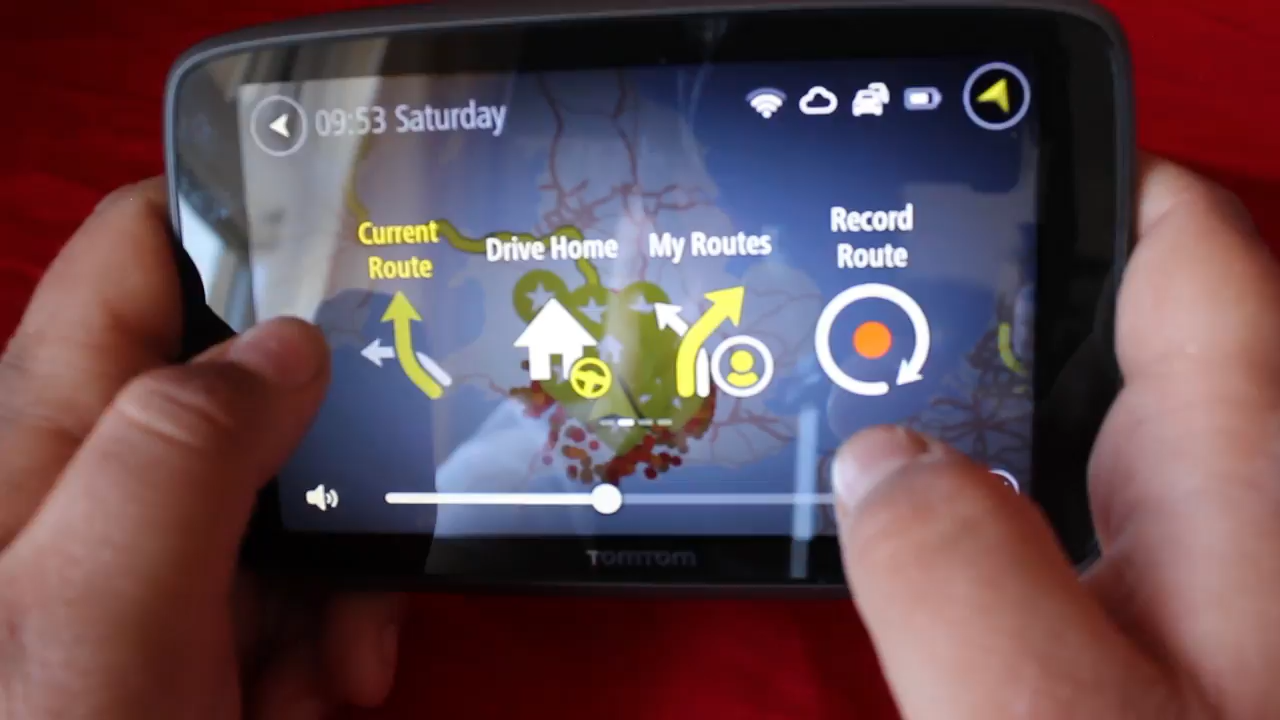 09:53 Saturday
Current
Route
Drive Home
My Routes
Record
Route
TOMTOM